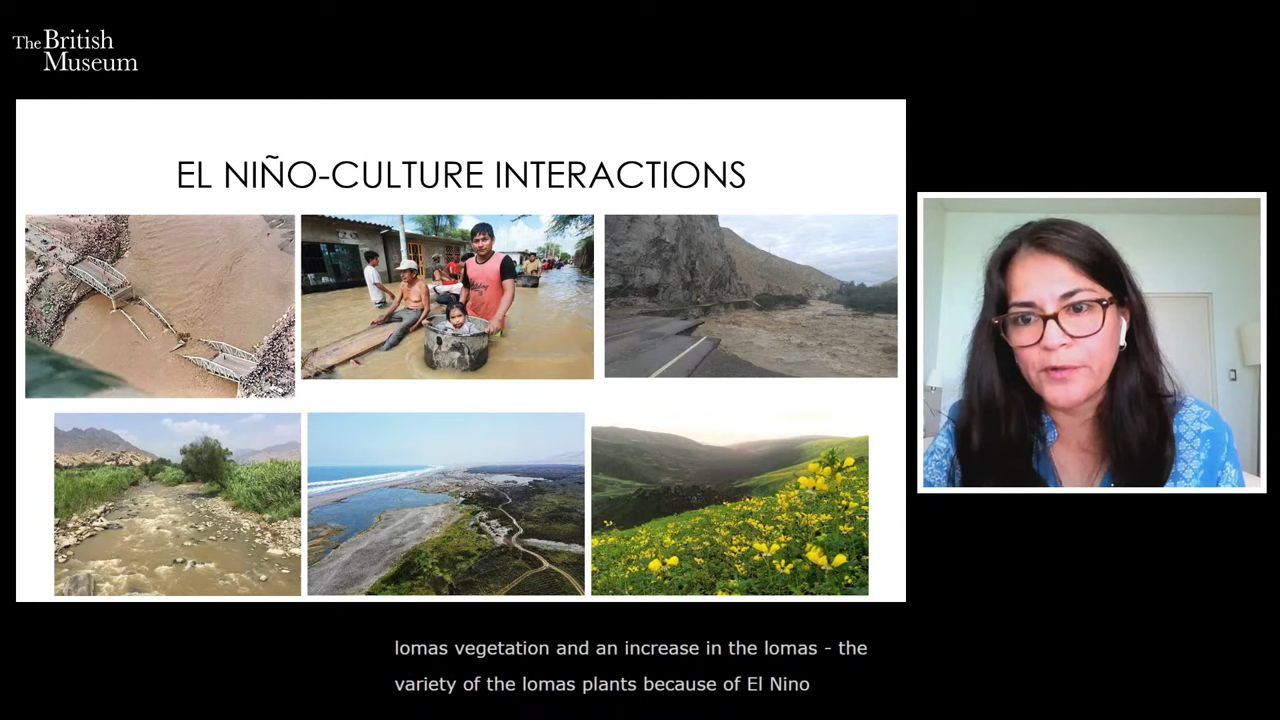 The British
Museum
EL NIÑO-CULTURE INTERACTIONS
lomas vegetation and an increase in the lomas - the
variety of the lomas plants because of El Nino